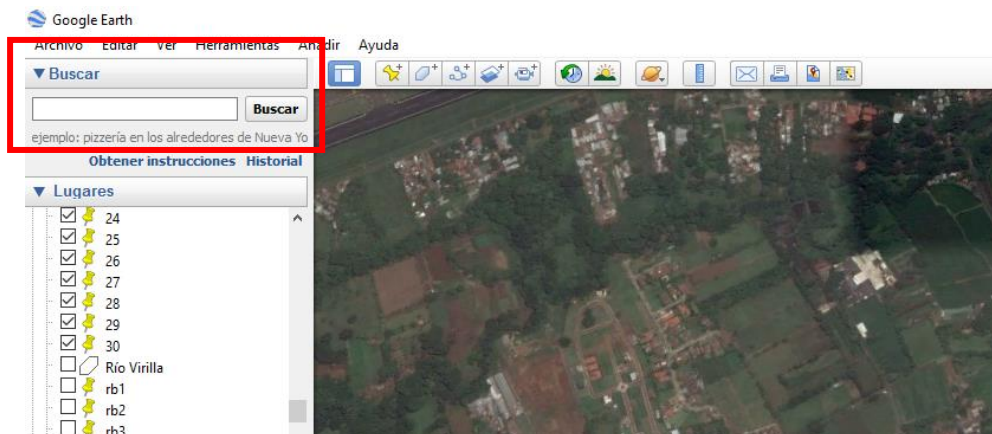 Google Earth
Archivo Editar Ver Herramientas Añadir Ayuda
Buscar
Buscar
ejemplo: pizzería en los alrededores de Nueva Yo
Obtener instrucciones Historial
Lugares
24
25
26
27
28
29
30
Río Virilla
rb1
rb2
rb3